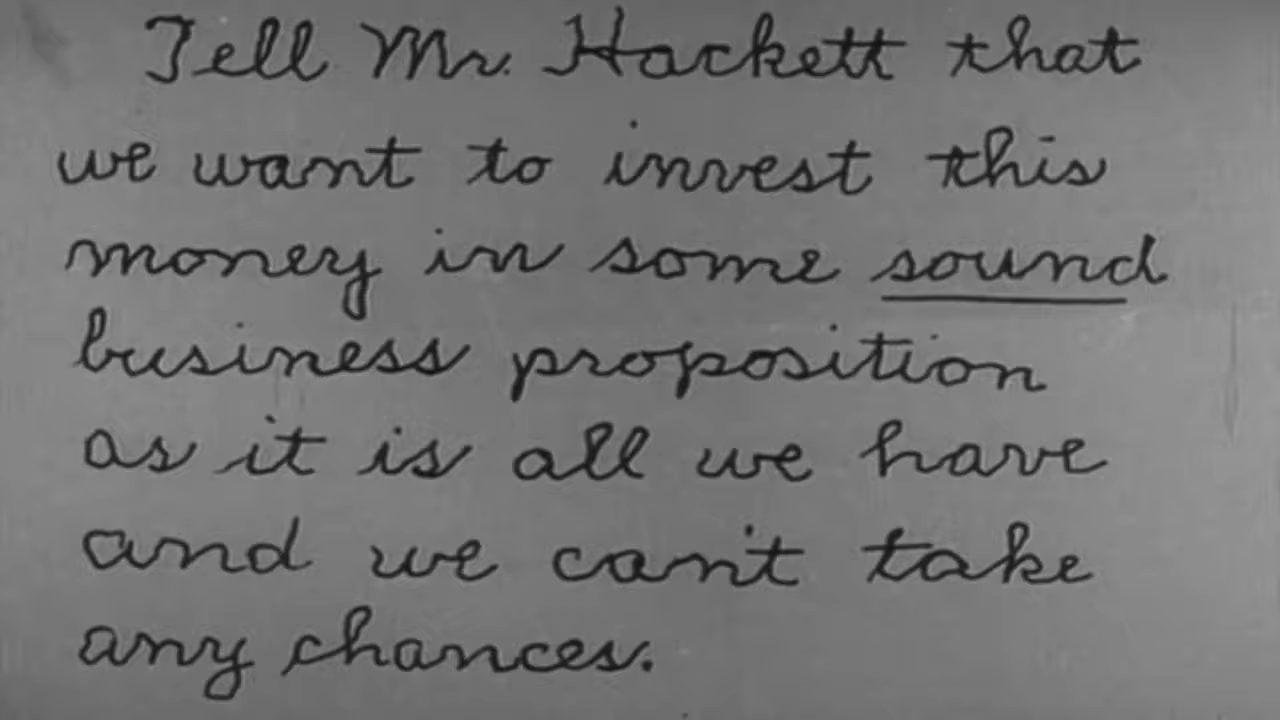 Tell Mr. Hackett that
we want to invest this
money in some sound
business proposition
as it is all we have
and we can't take
any chances.